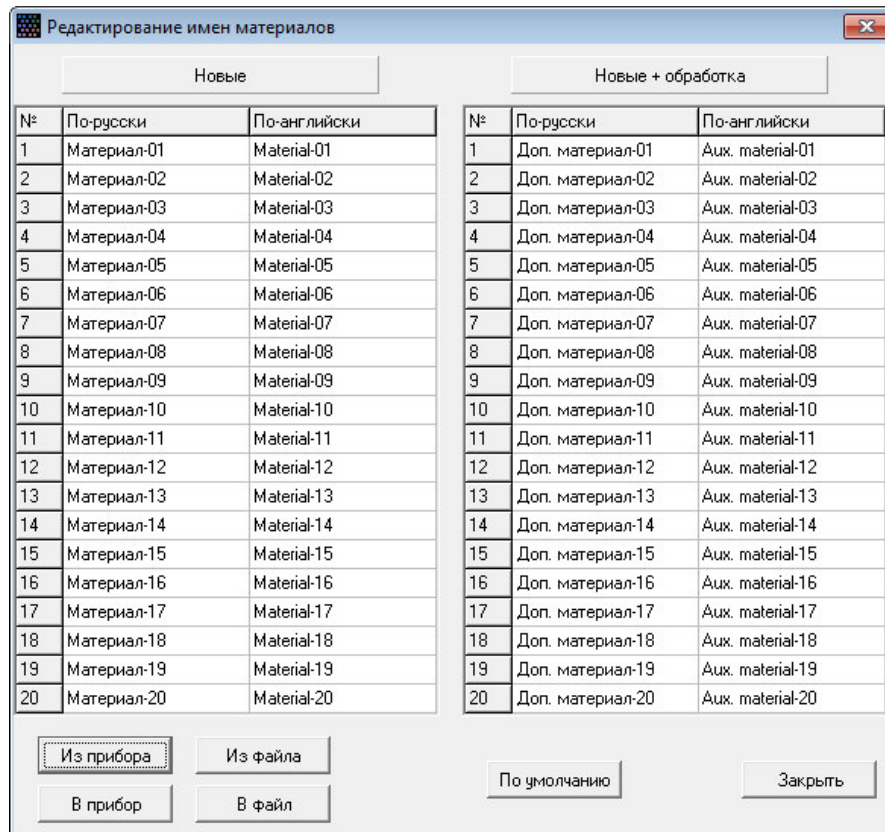 Редактирование имен материалов
Новые Новые + обработка
№ По-русски По-английски № По-русски По-английски
1 Материал-01 Material-01 1 Доп. материал-01 Aux. material-01
2 Материал-02 Material-02 2 Доп. материал-02 Aux. material-02
3 Материал-03 Material-03 3 Доп. материал-03 Aux. material-03
4 Материал-04 Material-04 4 Доп. материал-04 Aux. material-04
5 Материал-05 Material-05 5 Доп. материал-05 Aux. material-05
6 Материал-06 Material-06 6 Доп. материал-06 Aux. material-06
7 Материал-07 Material-07 7 Доп. материал-07 Aux. material-07
8 Материал-08 Material-08 8 Доп. материал-08 Aux. material-08
9 Материал-09 Material-09 9 Доп. материал-09 Aux. material-09
10 Материал-10 Material-10 10 Доп. материал-10 Aux. material-10
11 Материал-11 Material-11 11 Доп. материал-11 Aux. material-11
12 Материал-12 Material-12 12 Доп. материал-12 Aux. material-12
13 Материал-13 Material-13 13 Доп. материал-13 Aux. material-13
14 Материал-14 Material-14 14 Доп. материал-14 Aux. material-14
15 Материал-15 Material-15 15 Доп. материал-15 Aux. material-15
16 Материал-16 Material-16 16 Доп. материал-16 Aux. material-16
17 Материал-17 Material-17 17 Доп. материал-17 Aux. material-17
18 Материал-18 Material-18 18 Доп. материал-18 Aux. material-18
19 Материал-19 Material-19 19 Доп. материал-19 Aux. material-19
20 Материал-20 Material-20 20 Доп. материал-20 Aux. material-20
Из прибора Из файла
По умолчанию Закрыть
В прибор В файл